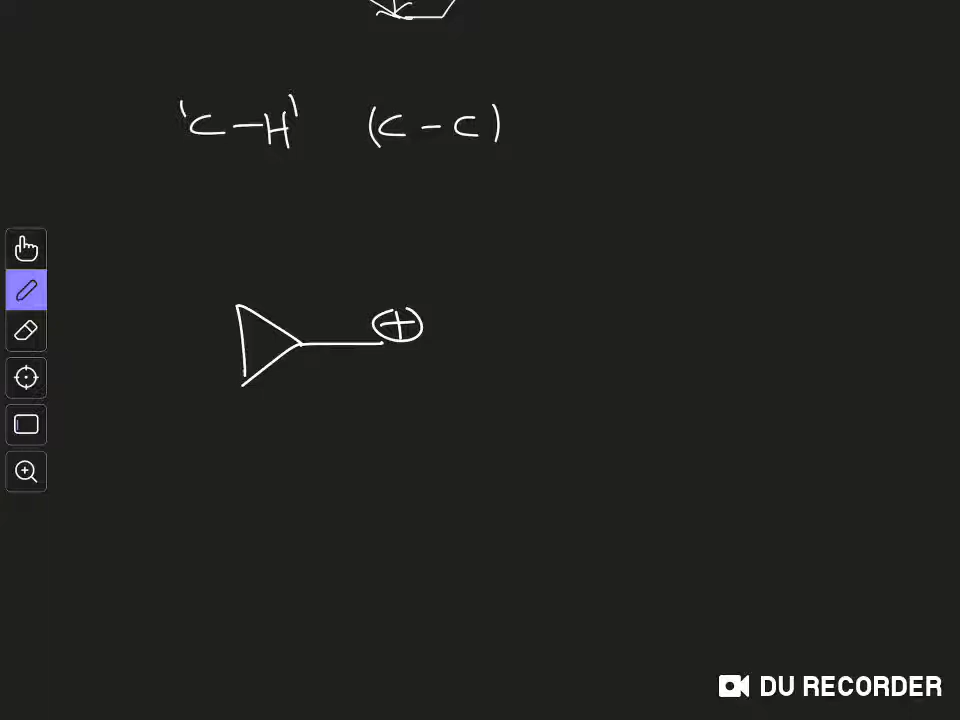 'C-H' (C-C)
+
DU RECORDER